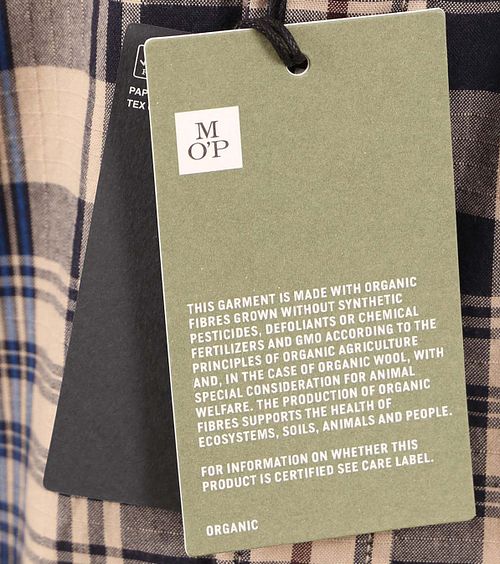 PAP
TEX
M
O'P
THIS GARMENT IS MADE WITH ORGANIC
FIBRES GROWN WITHOUT SYNTHETIC
PESTICIDES, DEFOLIANTS OR CHEMICAL
FERTILIZERS AND GMO ACCORDING TO THE
PRINCIPLES OF ORGANIC AGRICULTURE
AND, IN THE CASE OF ORGANIC WOOL, WITH
SPECIAL CONSIDERATION FOR ANIMAL
WELFARE. THE PRODUCTION OF ORGANIC
FIBRES SUPPORTS THE HEALTH OF
ECOSYSTEMS, SOILS, ANIMALS AND PEOPLE.
FOR INFORMATION ON WHETHER THIS
PRODUCT IS CERTIFIED SEE CARE LABEL.
ORGANIC